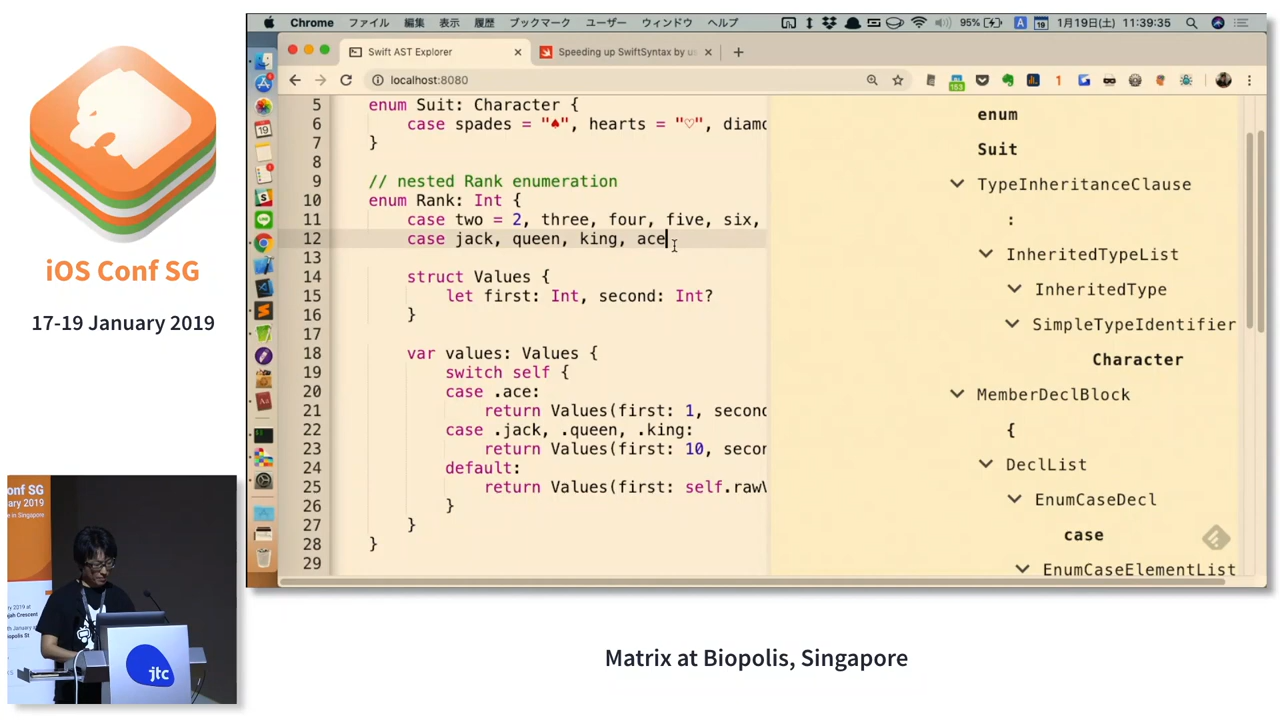 Chrome ファイル 編集 表示 履歴 ブックマーク ユーザー ウィンドウ ヘルプ 95% A 19 1月19日(土) 11:39:35
Swift AST Explorer × Speeding up SwiftSyntax by u × +
localhost:8080
5 enum Suit: Character {
6 case spades = "♠", hearts = "♡", diamo
7 }
8
9 // nested Rank enumeration
10 enum Rank: Int {
11 case two = 2, three, four, five, six,
12 case jack, queen, king, ace
13
14 struct Values {
15 let first: Int, second: Int?
16 }
17
18 var values: Values {
19 switch self {
20 case .ace:
21 return Values(first: 1, second
22 case .jack, .queen, .king:
23 return Values(first: 10, secon
24 default:
25 return Values(first: self.rawV
26 }
27 }
28 }
29
enum
Suit
TypeInheritanceClause
:
InheritedTypeList
InheritedType
SimpleTypeIdentifier
Character
MemberDeclBlock
{
DeclList
EnumCaseDecl
case
EnumCaseElementList
iOS Conf SG
17-19 January 2019
onf SG
jtc
Matrix at Biopolis, Singapore